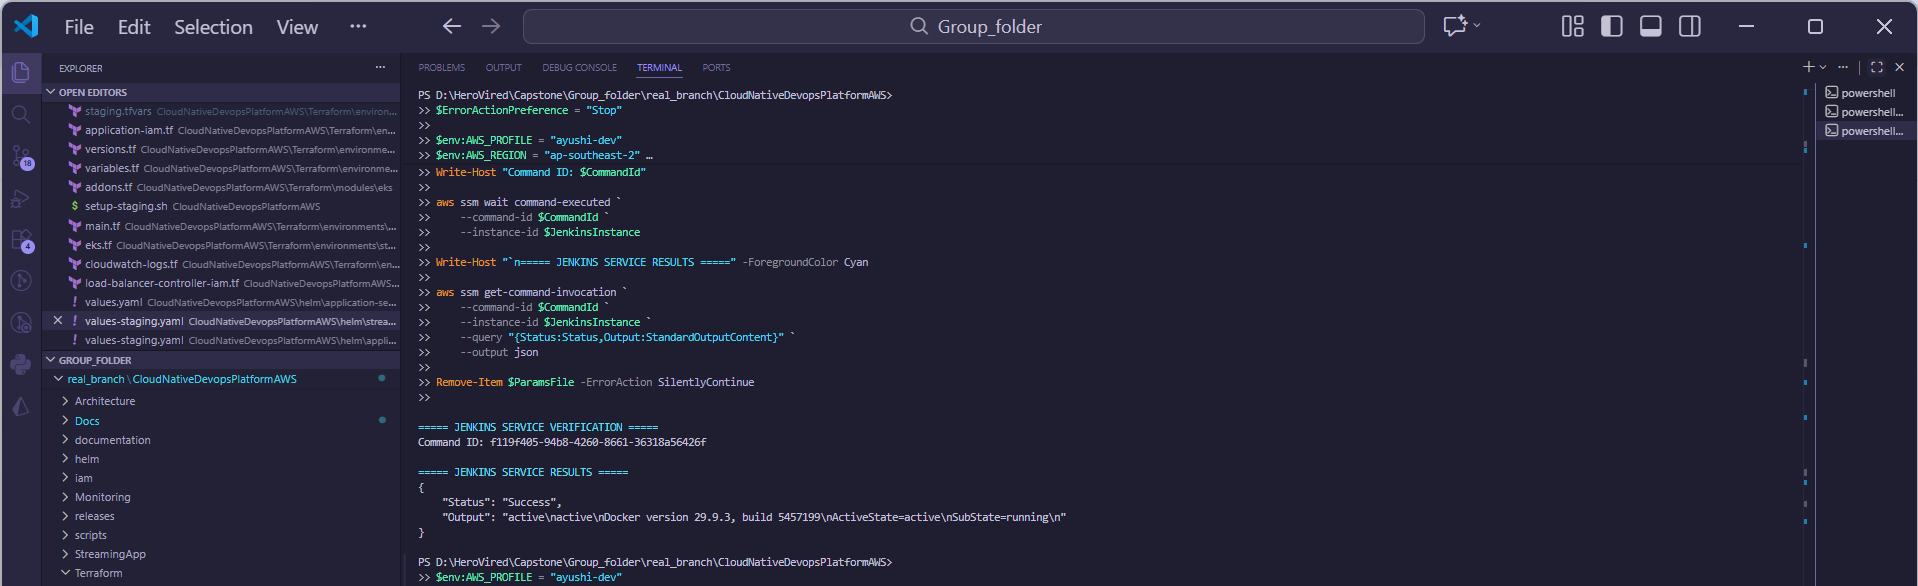 File Edit Selection View ··· Group_folder
EXPLORER ···
OPEN EDITORS
staging.tfvars CloudNativeDevopsPlatformAWS\Terraform\environ...
application-iam.tf CloudNativeDevopsPlatformAWS\Terraform\en...
versions.tf CloudNativeDevopsPlatformAWS\Terraform\environme...
variables.tf CloudNativeDevopsPlatformAWS\Terraform\environme...
addons.tf CloudNativeDevopsPlatformAWS\Terraform\modules\eks
$ setup-staging.sh CloudNativeDevopsPlatformAWS
main.tf CloudNativeDevopsPlatformAWS\Terraform\environments\...
eks.tf CloudNativeDevopsPlatformAWS\Terraform\environments\st...
cloudwatch-logs.tf CloudNativeDevopsPlatformAWS\Terraform\en...
load-balancer-controller-iam.tf CloudNativeDevopsPlatformAWS...
! values.yaml CloudNativeDevopsPlatformAWS\helm\application-se...
! values-staging.yaml CloudNativeDevopsPlatformAWS\helm\strea...
! values-staging.yaml CloudNativeDevopsPlatformAWS\helm\appli...
GROUP_FOLDER
real_branch\CloudNativeDevopsPlatformAWS
Architecture
Docs
documentation
helm
iam
Monitoring
releases
scripts
StreamingApp
Terraform
18
4
PROBLEMS OUTPUT DEBUG CONSOLE TERMINAL PORTS
PS D:\HeroVired\Capstone\Group_folder\real_branch\CloudNativeDevopsPlatformAWS>
>> $ErrorActionPreference = "Stop"
>>
>> $env:AWS_PROFILE = "ayushi-dev"
>> $env:AWS_REGION = "ap-southeast-2" …
>> Write-Host "Command ID: $CommandId"
>>
>> aws ssm wait command-executed `
>>     --command-id $CommandId `
>>     --instance-id $JenkinsInstance
>>
>> Write-Host "`n===== JENKINS SERVICE RESULTS =====" -ForegroundColor Cyan
>>
>> aws ssm get-command-invocation `
>>     --command-id $CommandId `
>>     --instance-id $JenkinsInstance `
>>     --query "{Status:Status,Output:StandardOutputContent}" `
>>     --output json
>>
>> Remove-Item $ParamsFile -ErrorAction SilentlyContinue
>>
===== JENKINS SERVICE VERIFICATION =====
Command ID: f119f405-94b8-4260-8661-36318a56426f
===== JENKINS SERVICE RESULTS =====
{
    "Status": "Success",
    "Output": "active\nactive\nDocker version 29.9.3, build 5457199\nActiveState=active\nSubState=running\n"
}
PS D:\HeroVired\Capstone\Group_folder\real_branch\CloudNativeDevopsPlatformAWS>
>> $env:AWS_PROFILE = "ayushi-dev"
powershell
powershell...
powershell...